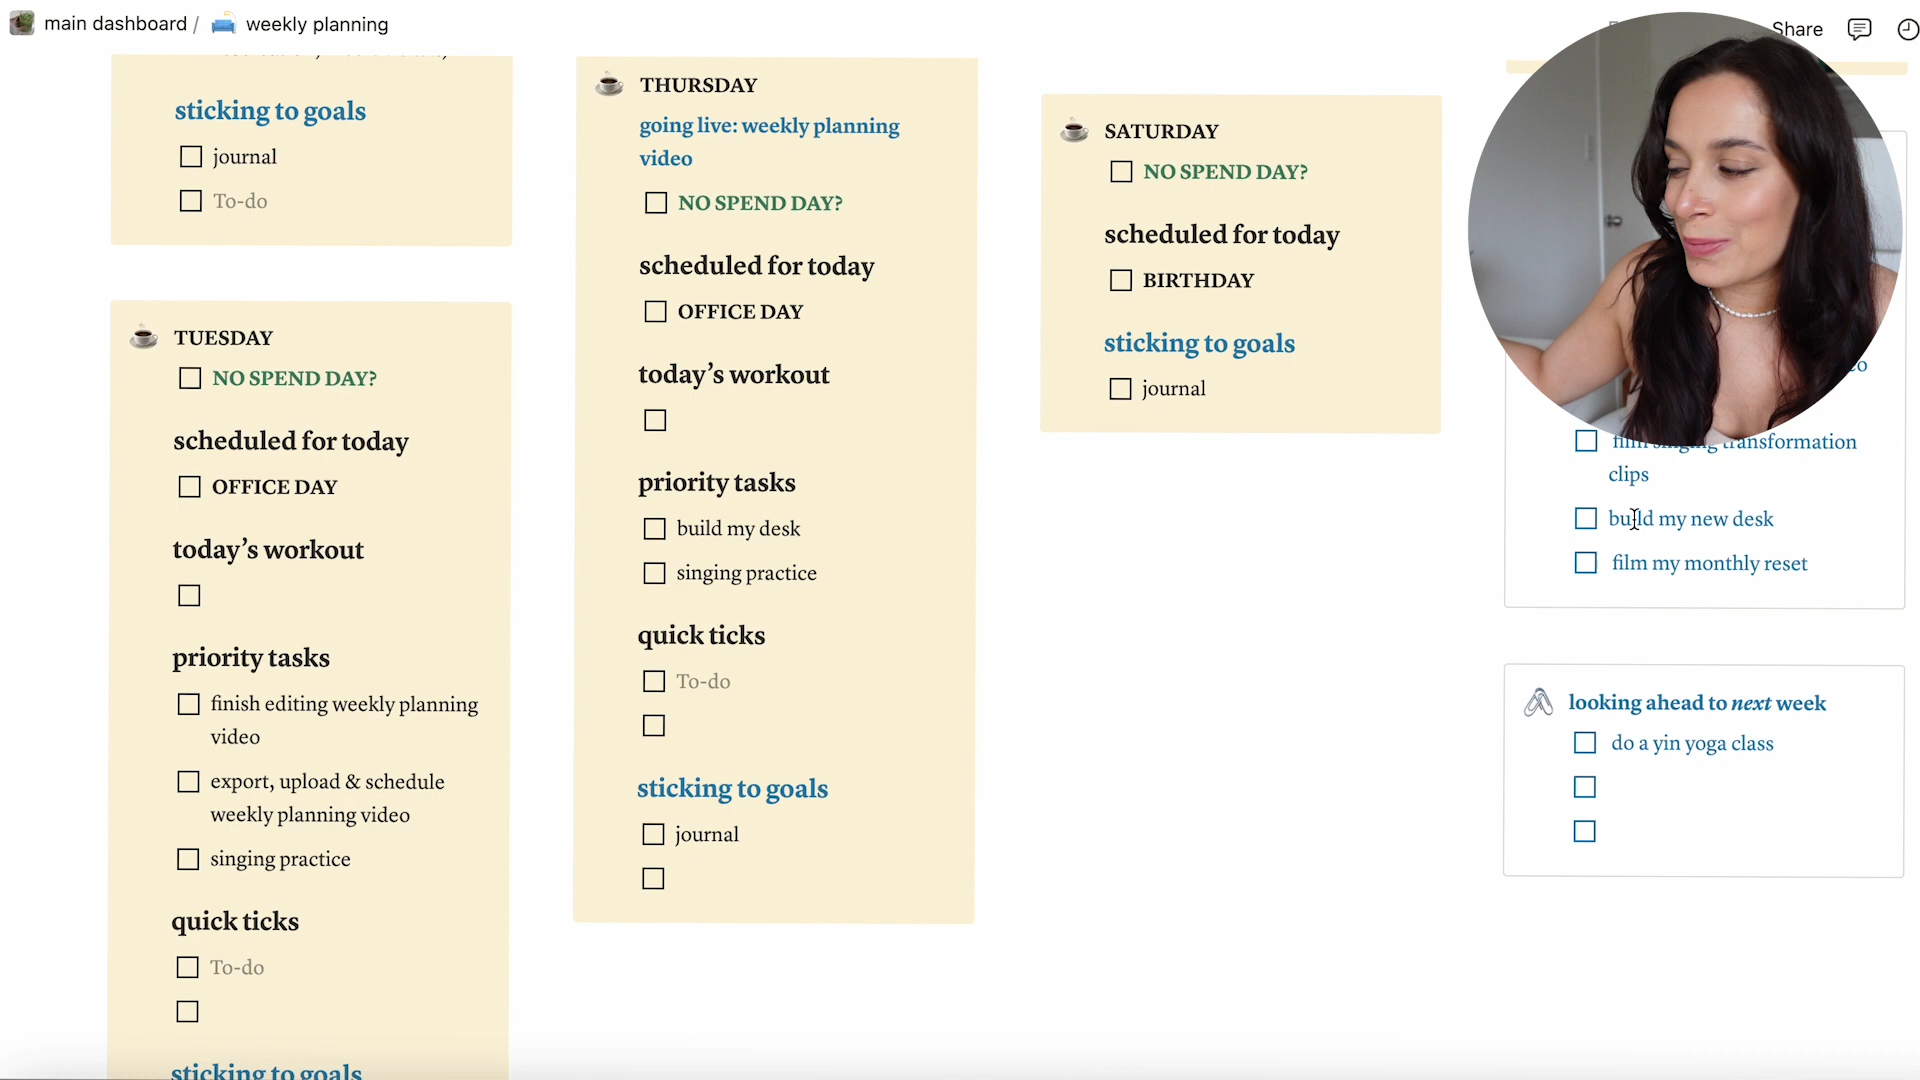 main dashboard / weekly planning
Share
sticking to goals
journal
To-do
TUESDAY
NO SPEND DAY?
scheduled for today
OFFICE DAY
today's workout
priority tasks
finish editing weekly planning
video
export, upload & schedule
weekly planning video
singing practice
quick ticks
To-do
sticking to goals
THURSDAY
going live: weekly planning
video
NO SPEND DAY?
scheduled for today
OFFICE DAY
today's workout
priority tasks
build my desk
singing practice
quick ticks
To-do
sticking to goals
journal
SATURDAY
NO SPEND DAY?
scheduled for today
BIRTHDAY
sticking to goals
journal
film singing transformation
clips
build my new desk
film my monthly reset
looking ahead to next week
do a yin yoga class